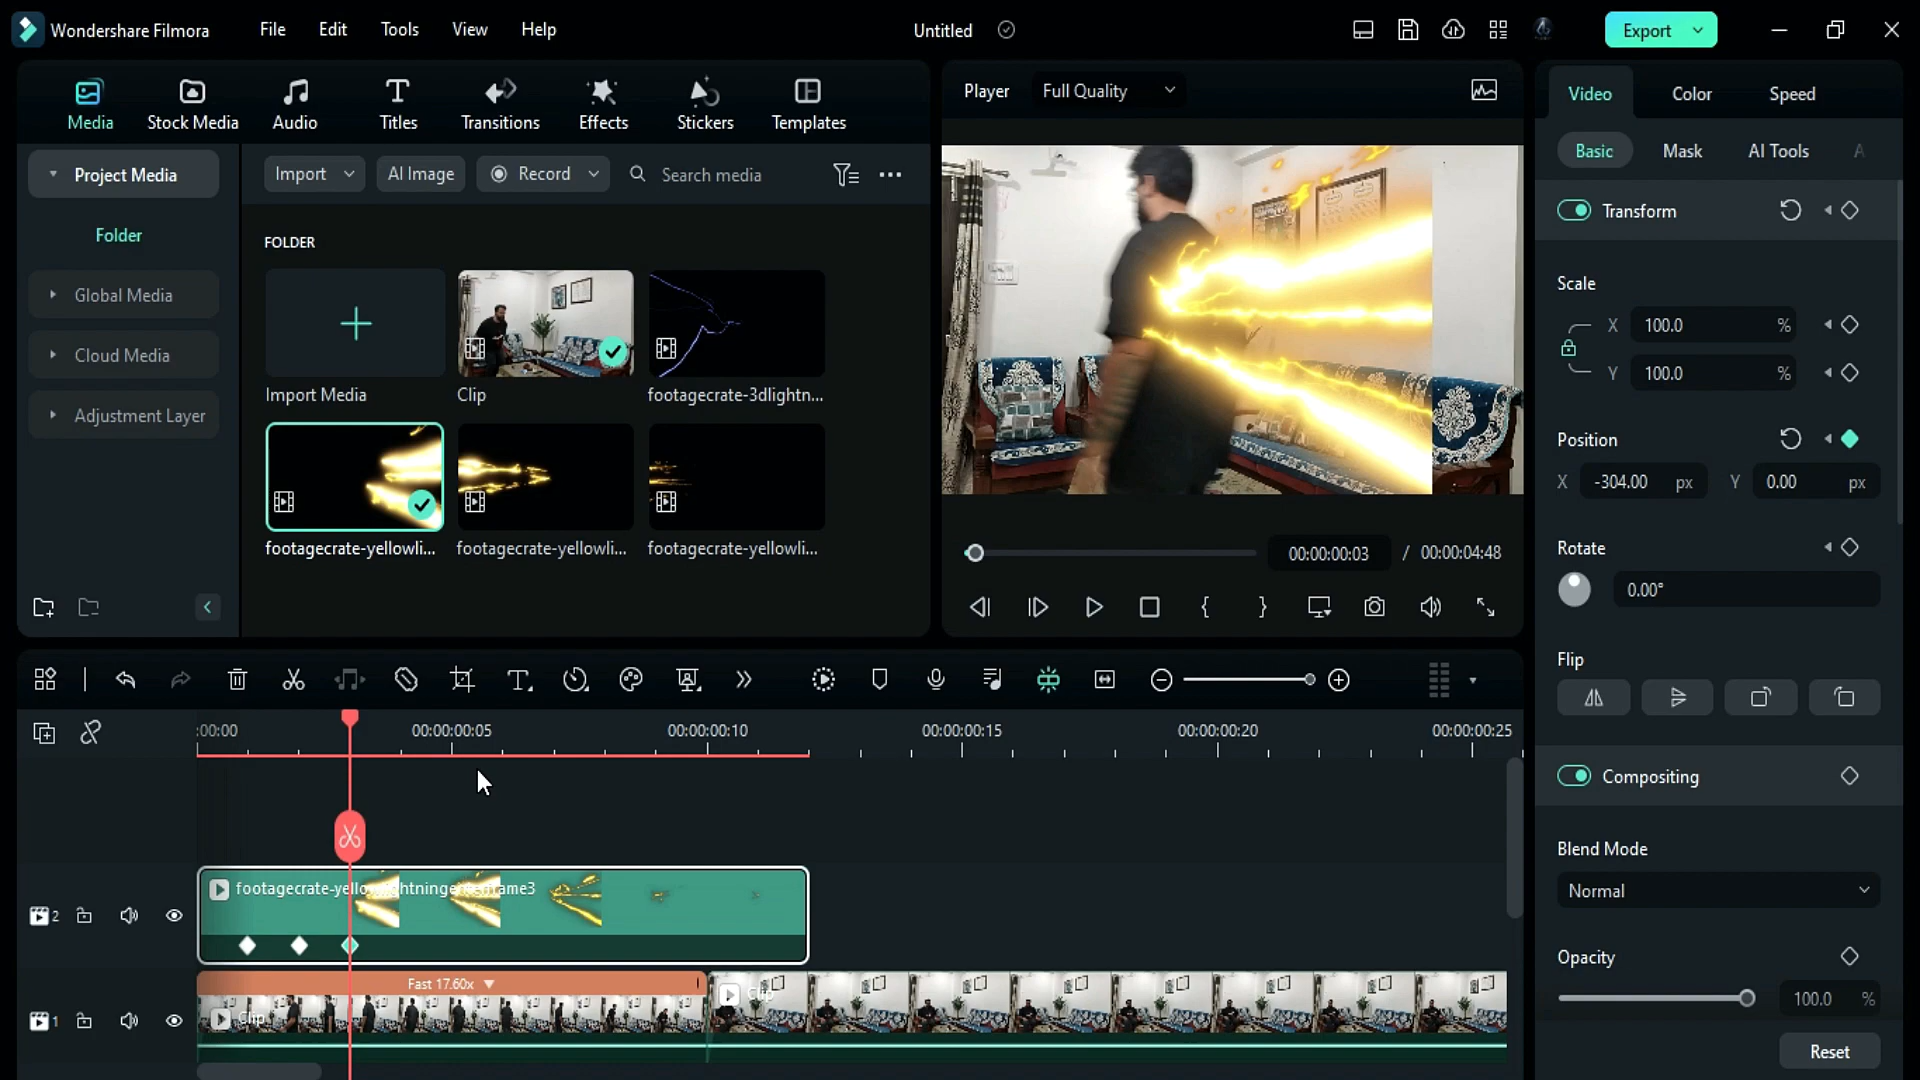 Wondershare Filmora
File
Edit
Tools
View
Help
Untitled
Export
Media
Stock Media
Audio
Titles
Transitions
Effects
Stickers
Templates
Player
Full Quality
Video
Color
Speed
Project Media
Import
AI Image
Record
Search media
Basic
Mask
AI Tools
A
Folder
FOLDER
Transform
Global Media
Cloud Media
Adjustment Layer
Import Media
Clip
footagecrate-3dlightn...
footagecrate-yellowli...
footagecrate-yellowli...
footagecrate-yellowli...
Scale
X 100.0 %
Y 100.0 %
Position
X -304.00 px Y 0.00 px
00:00:00:03 / 00:00:04:48
Rotate
0.00°
Flip
:00:00
00:00:00:05
00:00:00:10
00:00:00:15
00:00:00:20
00:00:00:25
Compositing
Blend Mode
Normal
Opacity
100.0 %
Reset
2
Fast 17.60x
1
Clip
Clip